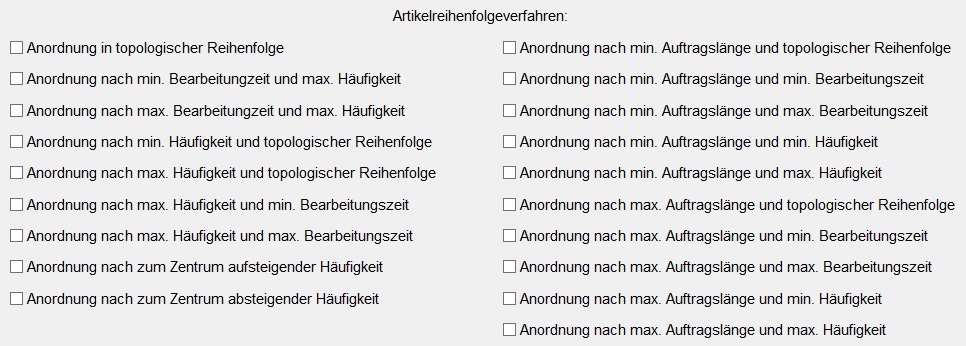 Artikelreihenfolgeverfahren:
Anordnung in topologischer Reihenfolge
Anordnung nach min. Bearbeitungzeit und max. Häufigkeit
Anordnung nach max. Bearbeitungzeit und max. Häufigkeit
Anordnung nach min. Häufigkeit und topologischer Reihenfolge
Anordnung nach max. Häufigkeit und topologischer Reihenfolge
Anordnung nach max. Häufigkeit und min. Bearbeitungszeit
Anordnung nach max. Häufigkeit und max. Bearbeitungszeit
Anordnung nach zum Zentrum aufsteigender Häufigkeit
Anordnung nach zum Zentrum absteigender Häufigkeit
Anordnung nach min. Auftragslänge und topologischer Reihenfolge
Anordnung nach min. Auftragslänge und min. Bearbeitungszeit
Anordnung nach min. Auftragslänge und max. Bearbeitungszeit
Anordnung nach min. Auftragslänge und min. Häufigkeit
Anordnung nach min. Auftragslänge und max. Häufigkeit
Anordnung nach max. Auftragslänge und topologischer Reihenfolge
Anordnung nach max. Auftragslänge und min. Bearbeitungszeit
Anordnung nach max. Auftragslänge und max. Bearbeitungszeit
Anordnung nach max. Auftragslänge und min. Häufigkeit
Anordnung nach max. Auftragslänge und max. Häufigkeit